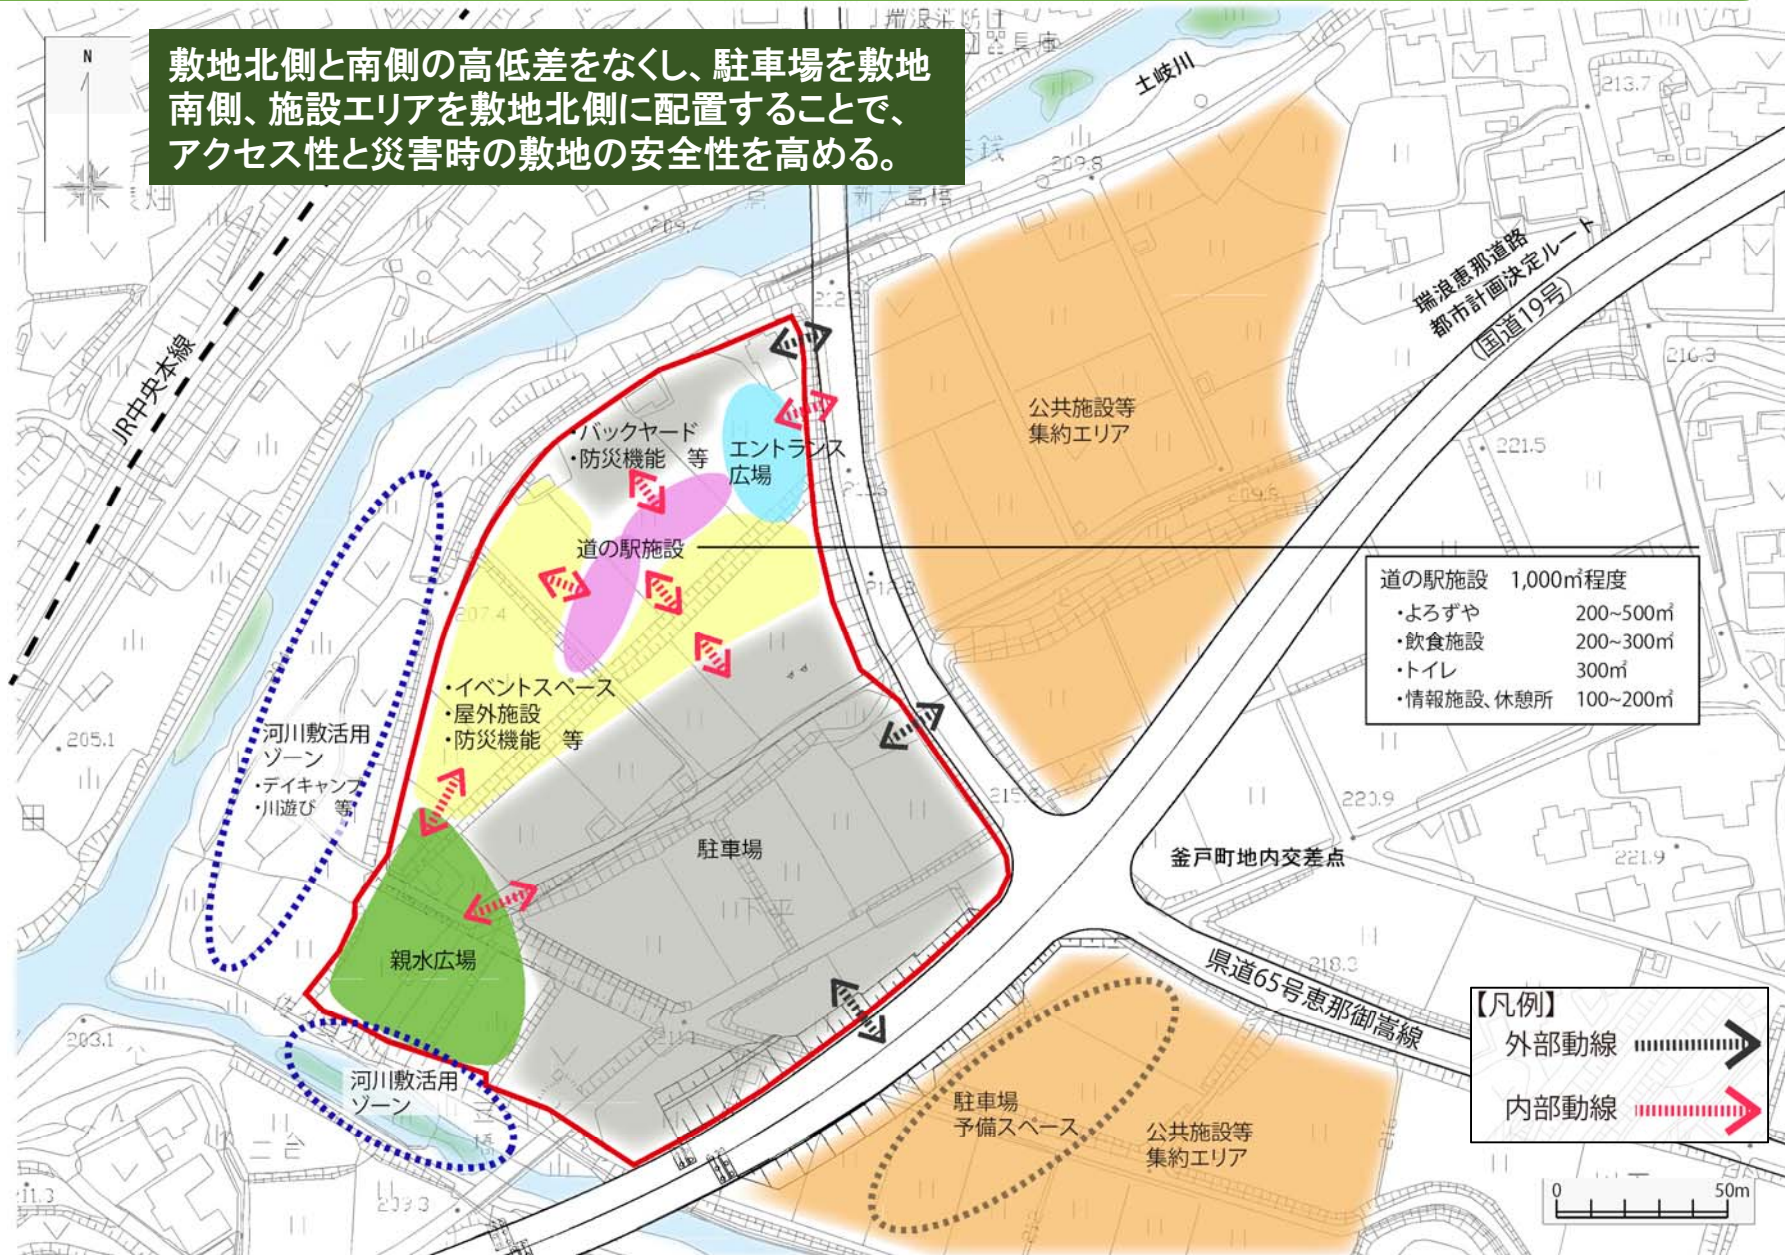 敷地北側と南側の高低差をなくし、駐車場を敷地
南側、施設エリアを敷地北側に配置することで、
アクセス性と災害時の敷地の安全性を高める。
N
土岐川
213.7
209.8
新大島橋
瑞浪恵那道路
都市計画決定ルート
(国道19号)
JR中央本線
216.3
公共施設等
集約エリア
221.5
・バックヤード
・防災機能 等
エントランス
広場
道の駅施設
207.4
道の駅施設 1,000㎡程度
・よろずや 200~500㎡
・飲食施設 200~300㎡
・トイレ 300㎡
・情報施設、休憩所 100~200㎡
・イベントスペース
・屋外施設
・防災機能 等
河川敷活用
ゾーン
・デイキャンプ
・川遊び 等
205.1
220.9
駐車場
釜戸町地内交差点
221.9
下平
親水広場
県道65号恵那御嵩線
218.3
203.1
211.1
河川敷活用
ゾーン
駐車場
予備スペース
公共施設等
集約エリア
【凡例】
外部動線
内部動線
209.3
211.3
0 50m